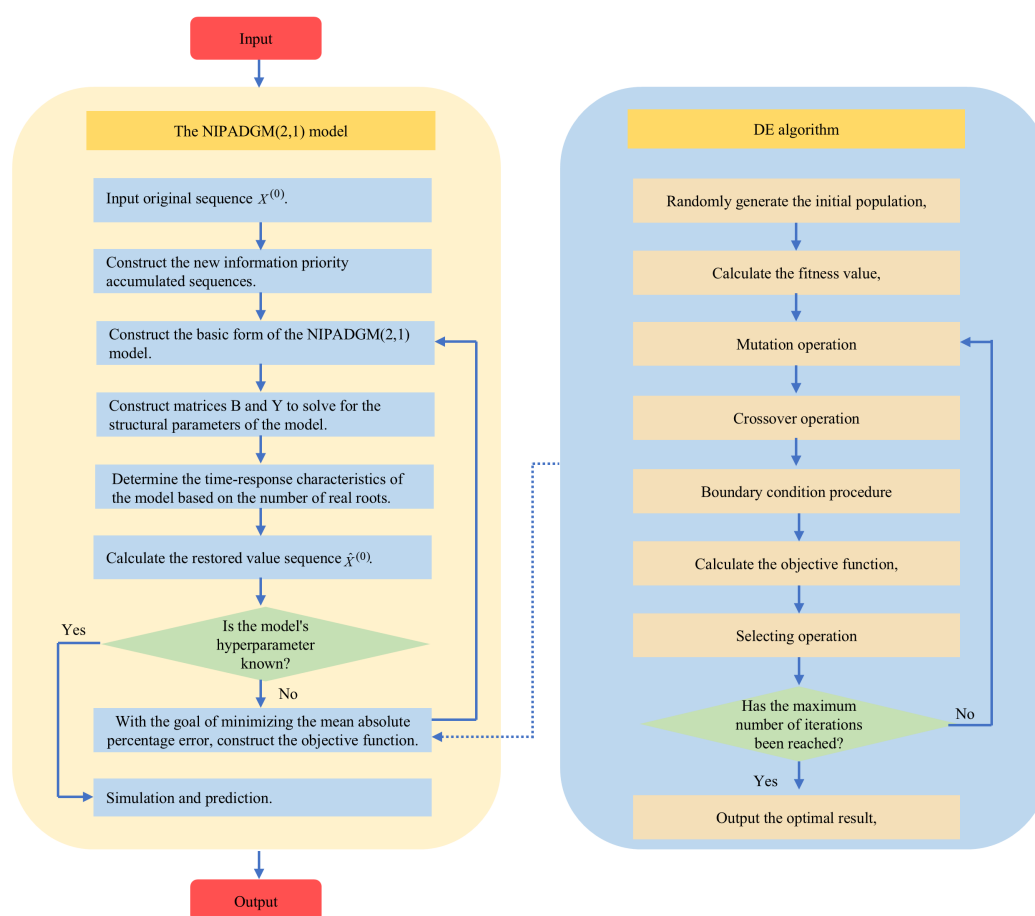 Input
The NIPADGM(2,1) model
Input original sequence X⁽⁰⁾.
Construct the new information priority
accumulated sequences.
Construct the basic form of the NIPADGM(2,1)
model.
Construct matrices B and Y to solve for the
structural parameters of the model.
Determine the time-response characteristics of
the model based on the number of real roots.
Calculate the restored value sequence X̂⁽⁰⁾.
Is the model's
hyperparameter
known?
Yes
No
With the goal of minimizing the mean absolute
percentage error, construct the objective function.
Simulation and prediction.
Output
DE algorithm
Randomly generate the initial population,
Calculate the fitness value,
Mutation operation
Crossover operation
Boundary condition procedure
Calculate the objective function,
Selecting operation
Has the maximum
number of iterations
been reached?
No
Yes
Output the optimal result,